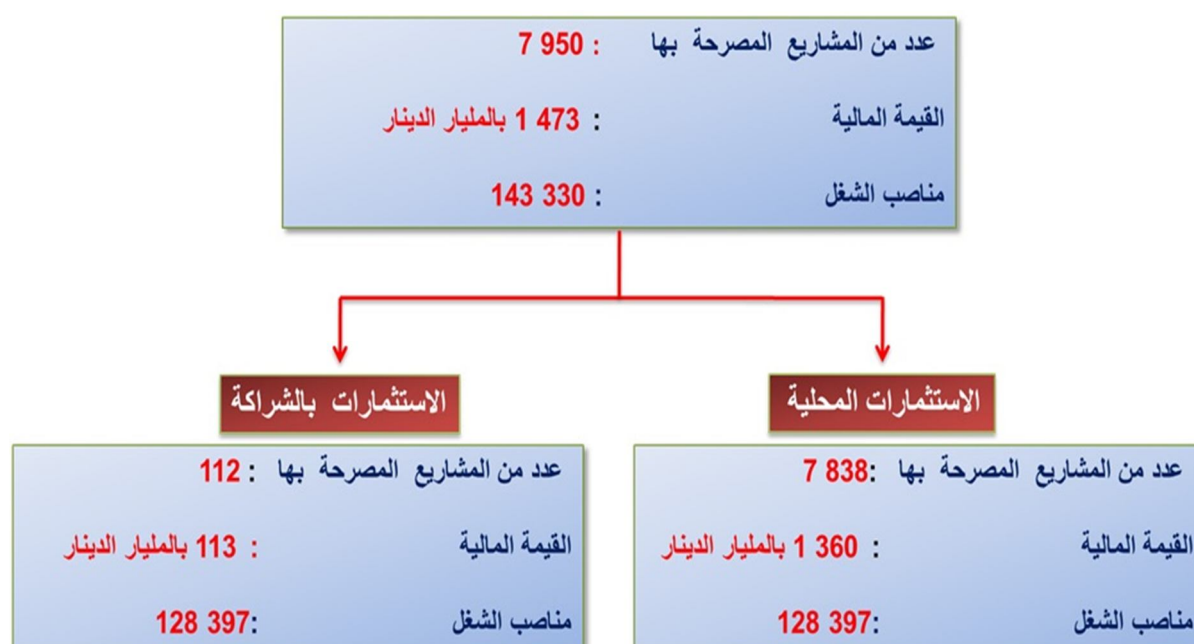 عدد من المشاريع المصرحة بها : 7 950
القيمة المالية : 1 473 بالمليار الدينار
مناصب الشغل : 143 330
الاستثمارات المحلية
عدد من المشاريع المصرحة بها :7 838
القيمة المالية : 1 360 بالمليار الدينار
مناصب الشغل :128 397
الاستثمارات بالشراكة
عدد من المشاريع المصرحة بها :112
القيمة المالية : 113 بالمليار الدينار
مناصب الشغل :128 397